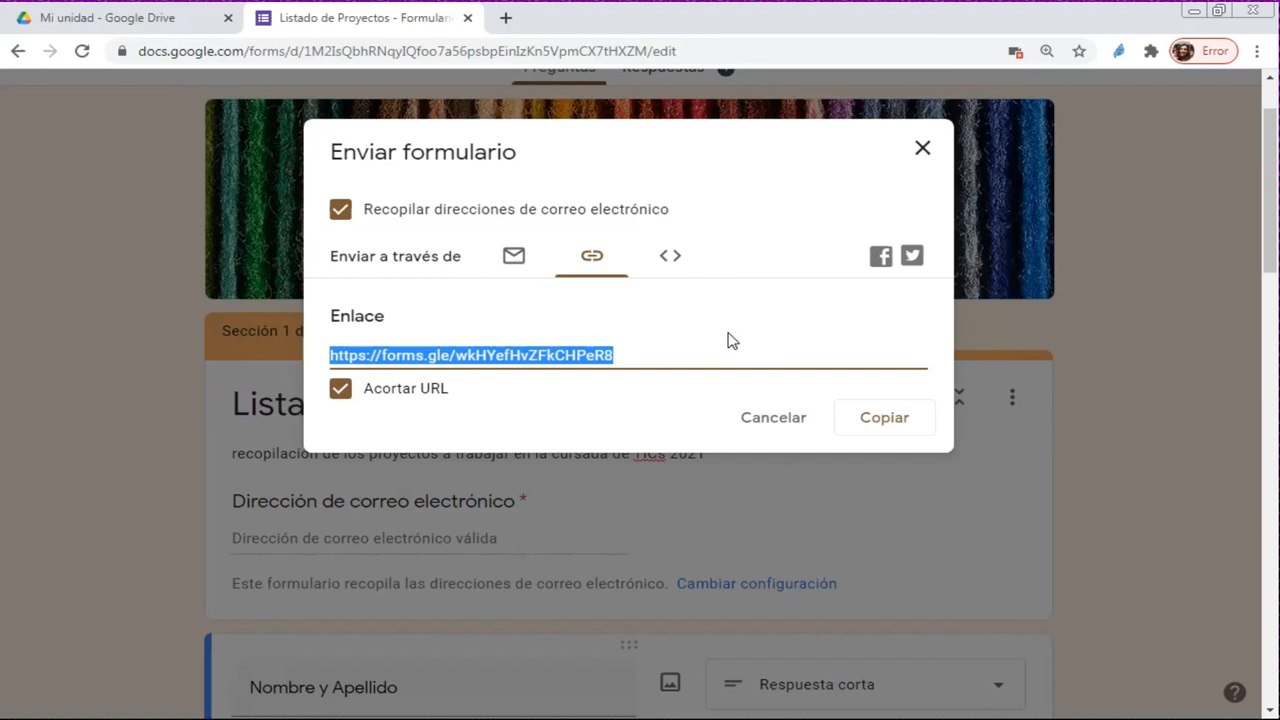 Mi unidad - Google Drive
Listado de Proyectos - Formulari
docs.google.com/forms/d/1M2IsQbhRNqyIQfoo7a56psbpEinIzKn5VpmCX7tHXZM/edit
Error
Preguntas Respuestas
Enviar formulario
Recopilar direcciones de correo electrónico
Enviar a través de
Enlace
https://forms.gle/wkHYefHvZFkCHPeR8
Acortar URL
Cancelar Copiar
Sección 1 d
Lista
recopilación de los proyectos a trabajar en la cursada de TICs 2021
Dirección de correo electrónico *
Dirección de correo electrónico válida
Este formulario recopila las direcciones de correo electrónico. Cambiar configuración
Nombre y Apellido
Respuesta corta